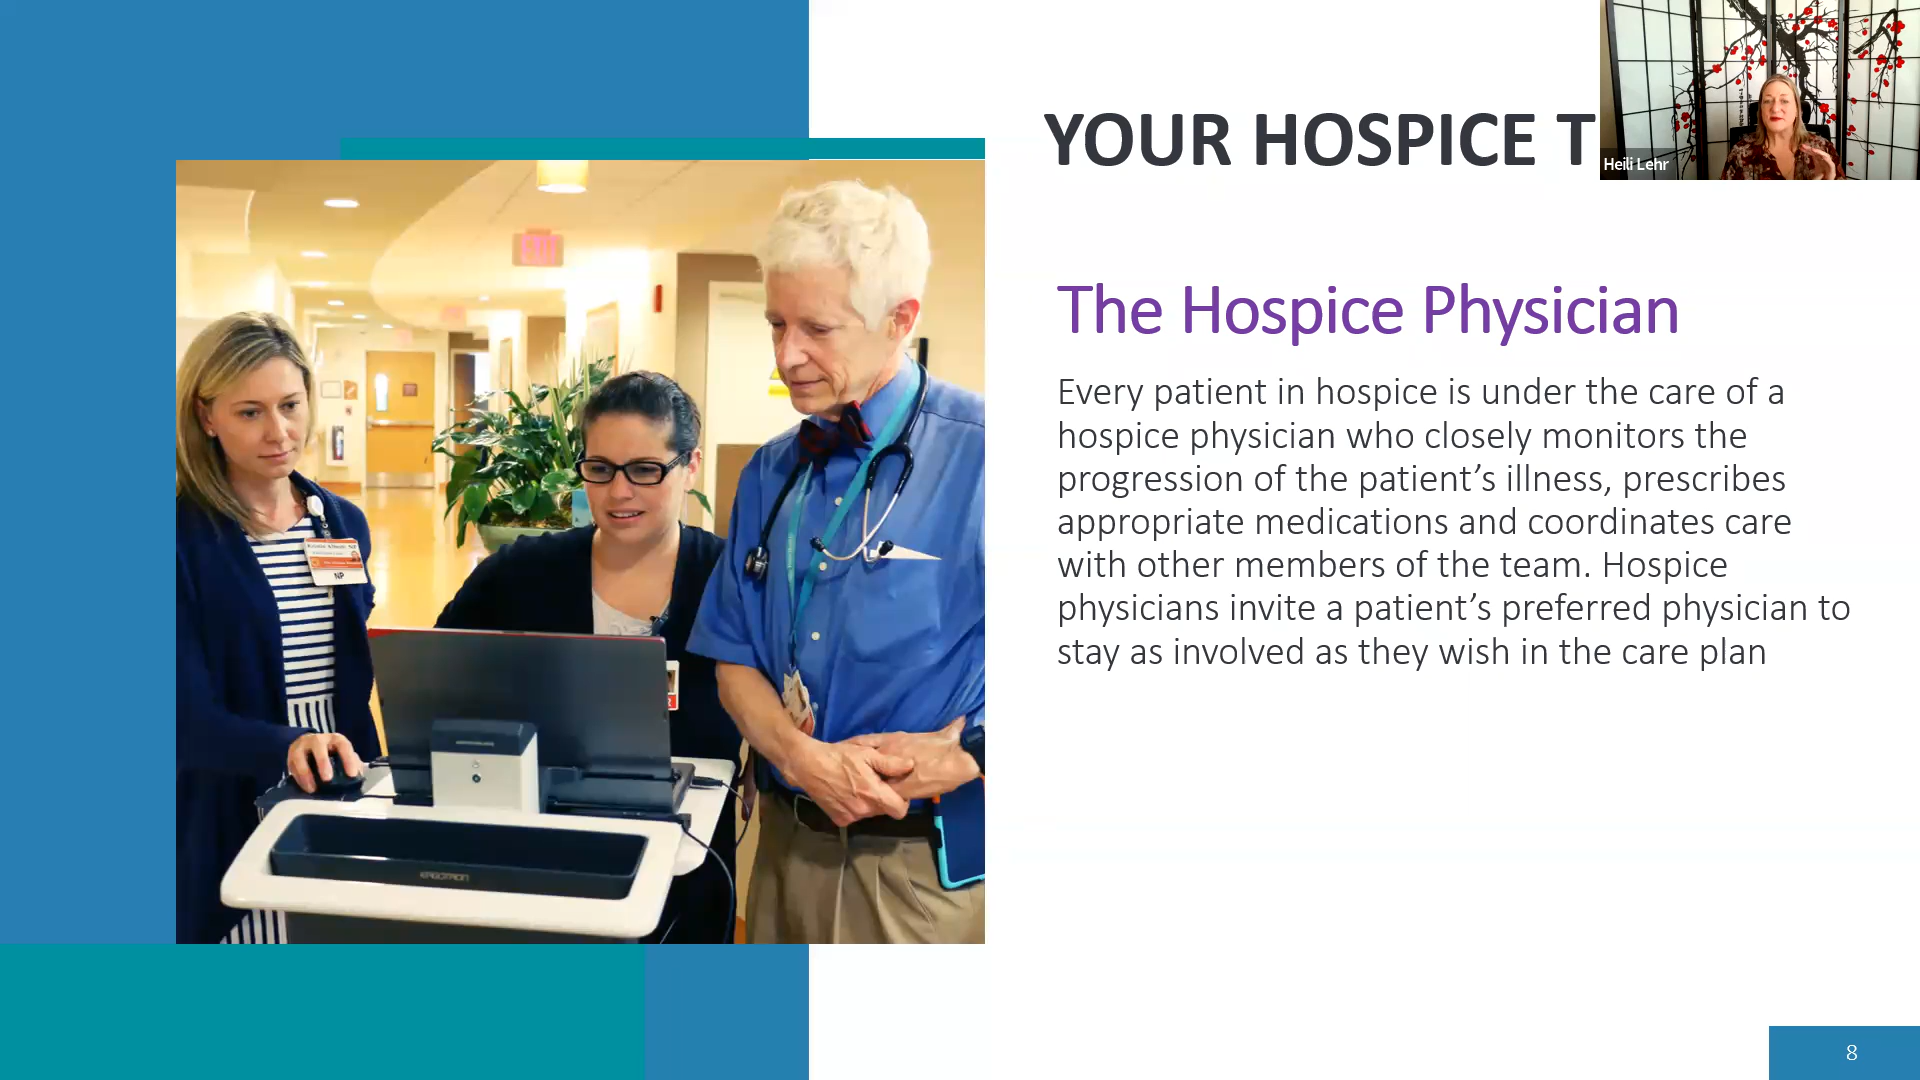 YOUR HOSPICE T
Heili Lehr
EXIT
The Hospice Physician
Every patient in hospice is under the care of a
hospice physician who closely monitors the
progression of the patient’s illness, prescribes
appropriate medications and coordinates care
with other members of the team. Hospice
physicians invite a patient’s preferred physician to
stay as involved as they wish in the care plan
NP
ERGOTRON
8